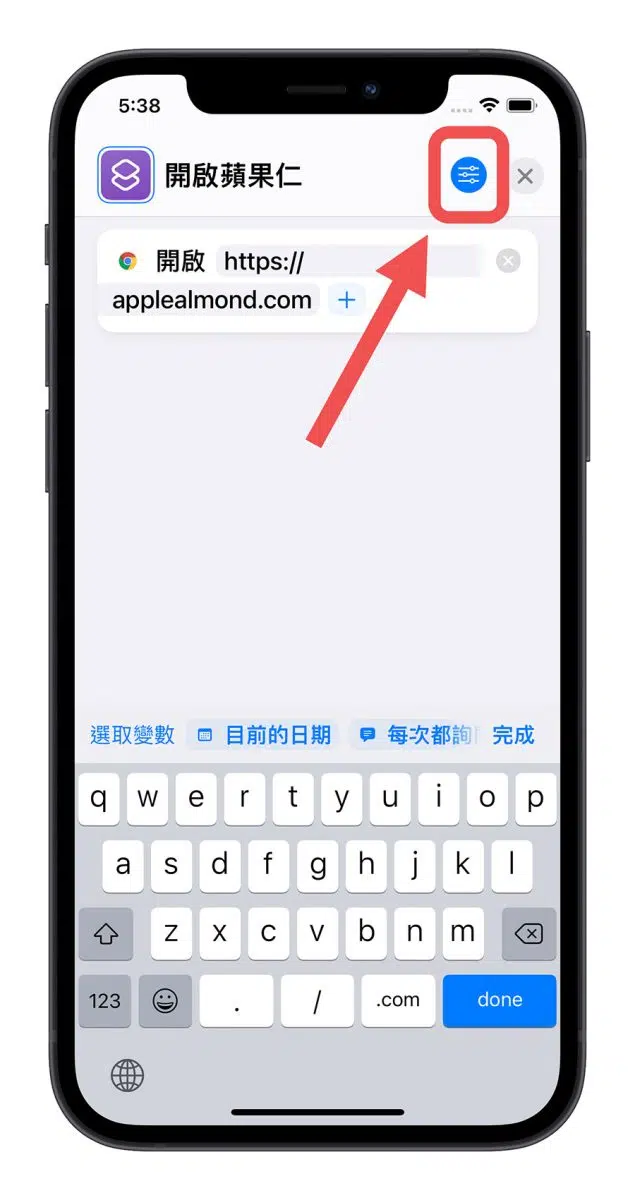 5:38
開啟蘋果仁
開啟 https://
applealmond.com +
選取變數 目前的日期 每次都詢 完成
q w e r t y u i o p
a s d f g h j k l
z x c v b n m
123 . / .com done